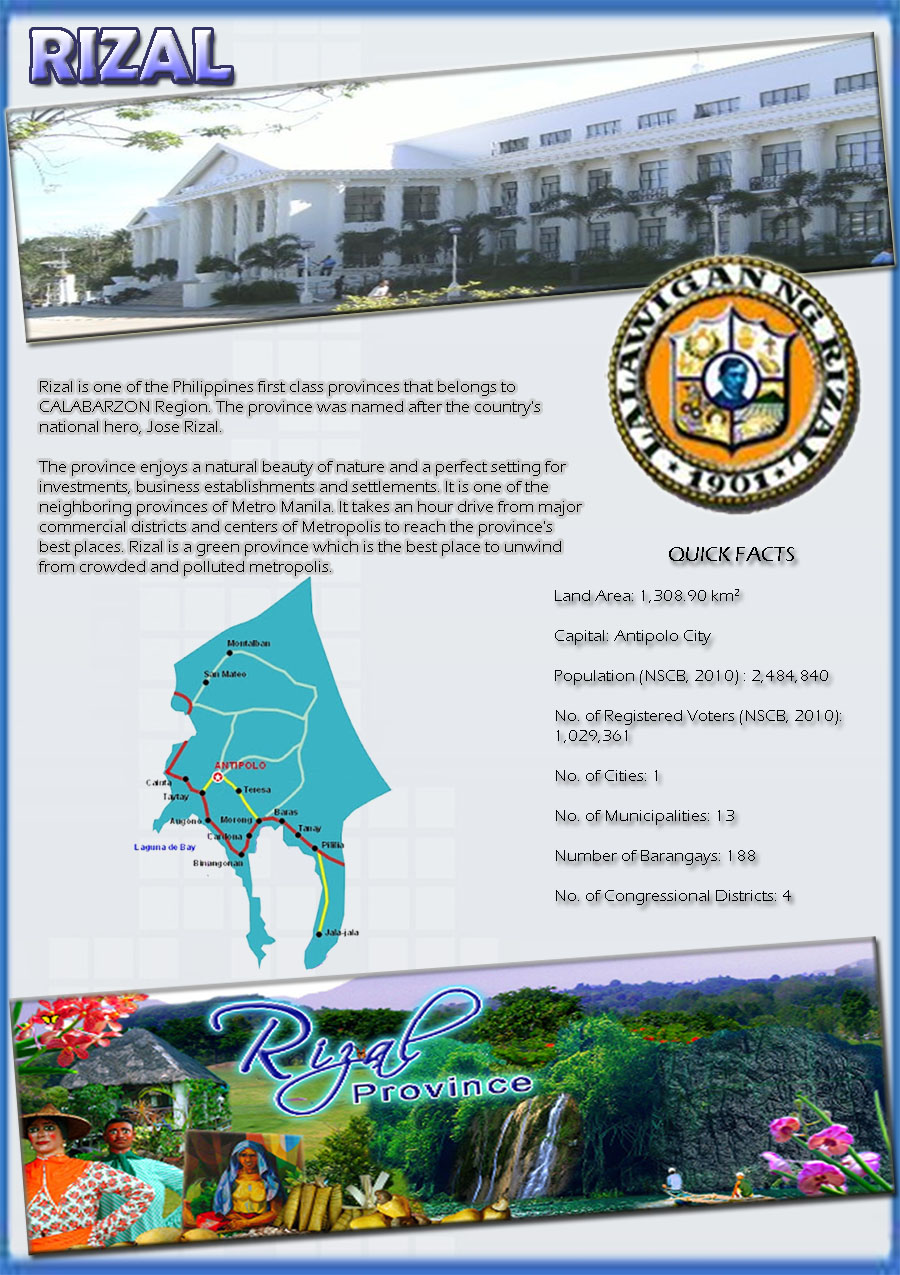 RIZAL
LALAWIGAN NG RIZAL
1901
Rizal is one of the Philippines first class provinces that belongs to
CALABARZON Region. The province was named after the country's
national hero, Jose Rizal.
The province enjoys a natural beauty of nature and a perfect setting for
investments, business establishments and settlements. It is one of the
neighboring provinces of Metro Manila. It takes an hour drive from major
commercial districts and centers of Metropolis to reach the province's
best places. Rizal is a green province which is the best place to unwind
from crowded and polluted metropolis.
QUICK FACTS
Land Area: 1,308.90 km²
Capital: Antipolo City
Population (NSCB, 2010) : 2,484,840
No. of Registered Voters (NSCB, 2010):
1,029,361
No. of Cities: 1
No. of Municipalities: 13
Number of Barangays: 188
No. of Congressional Districts: 4
Montalban
San Mateo
ANTIPOLO
Cainta
Teresa
Taytay
Baras
Angono
Morong
Tanay
Cardona
Pililla
Laguna de Bay
Binangonan
Jala-jala
Rizal
Province